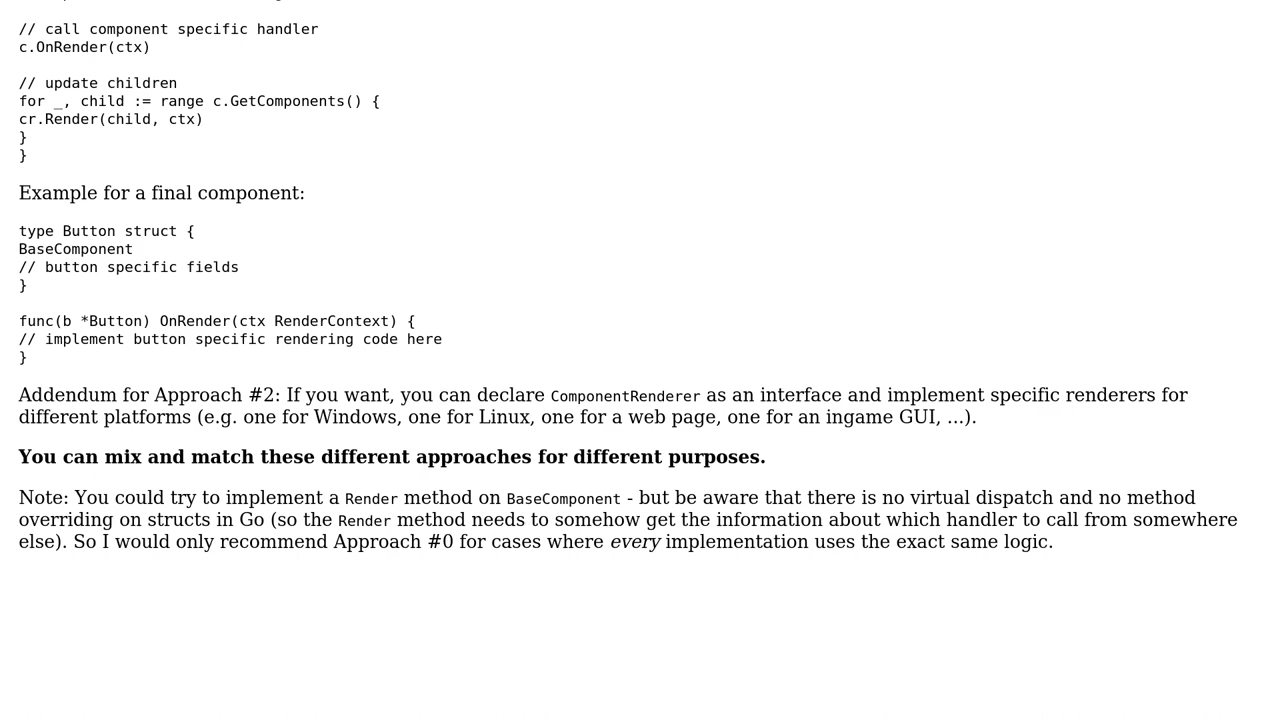 // call component specific handler
c.OnRender(ctx)
// update children
for _, child := range c.GetComponents() {
cr.Render(child, ctx)
}
}
Example for a final component:
type Button struct {
BaseComponent
// button specific fields
}
func(b *Button) OnRender(ctx RenderContext) {
// implement button specific rendering code here
}
Addendum for Approach #2: If you want, you can declare ComponentRenderer as an interface and implement specific renderers for
different platforms (e.g. one for Windows, one for Linux, one for a web page, one for an ingame GUI, ...).
You can mix and match these different approaches for different purposes.
Note: You could try to implement a Render method on BaseComponent - but be aware that there is no virtual dispatch and no method
overriding on structs in Go (so the Render method needs to somehow get the information about which handler to call from somewhere
else). So I would only recommend Approach #0 for cases where every implementation uses the exact same logic.